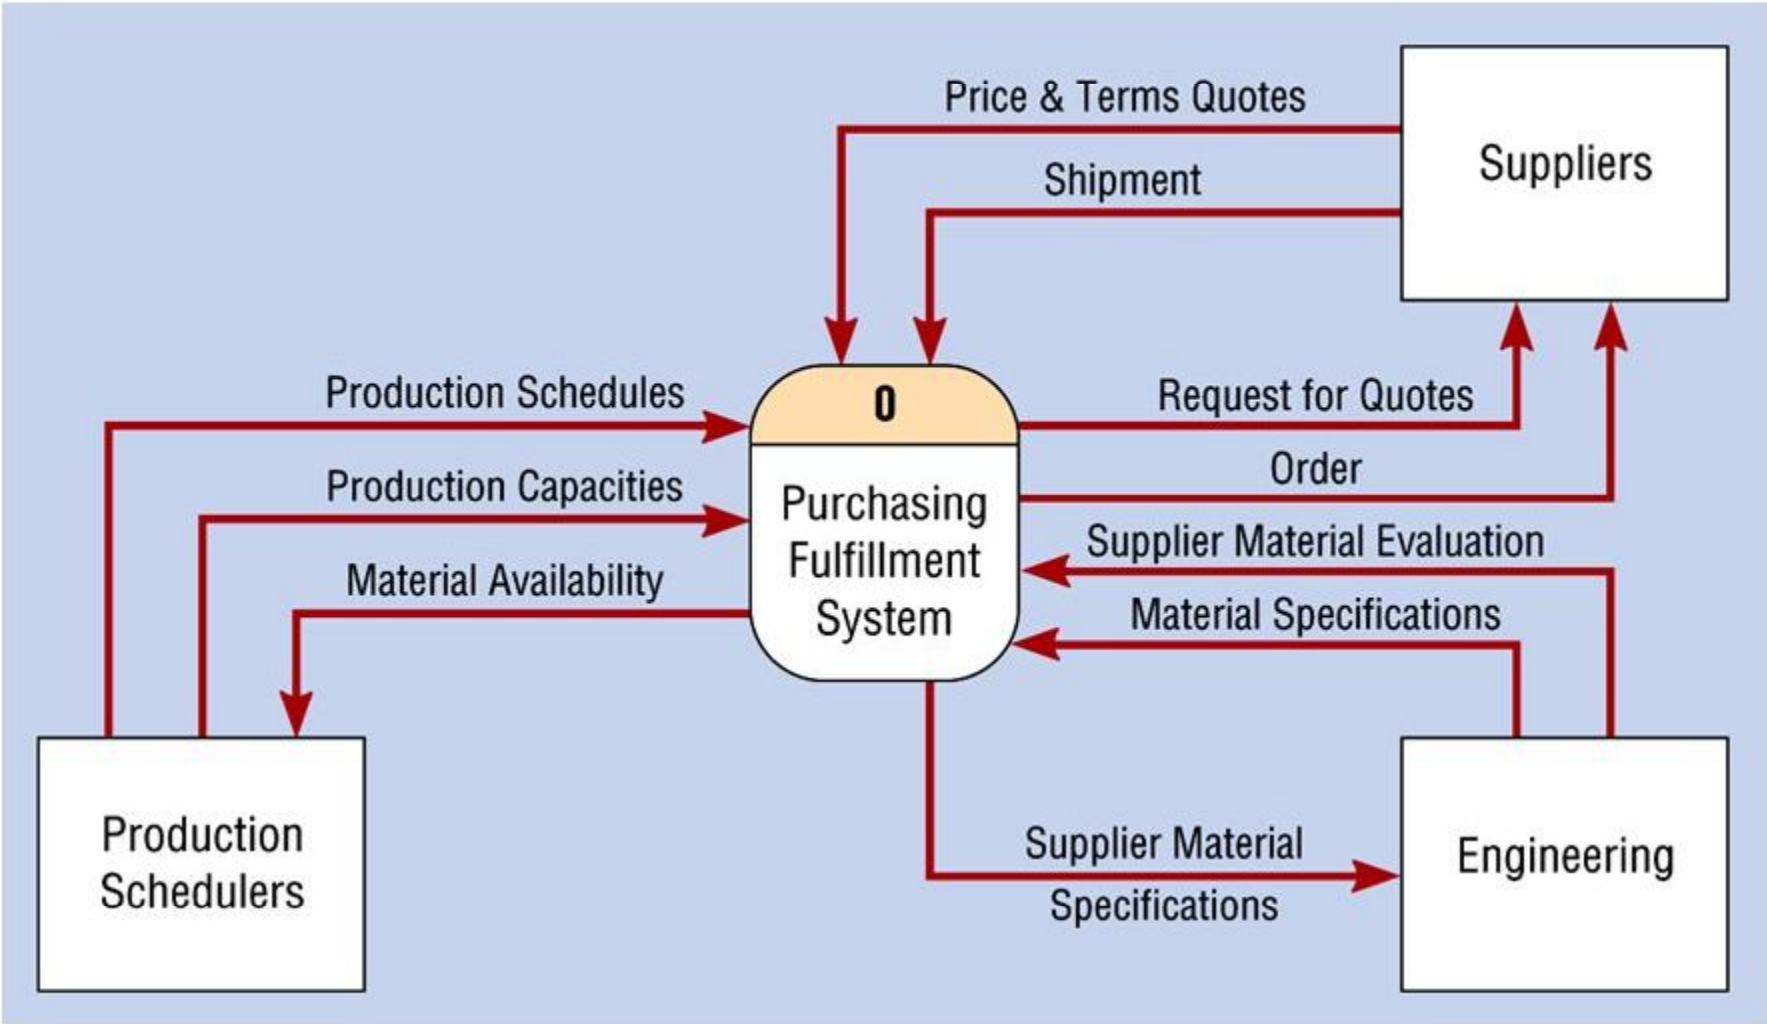 Price & Terms Quotes
Suppliers
Shipment
Production Schedules
0
Request for Quotes
Order
Production Capacities
Purchasing
Fulfillment
System
Supplier Material Evaluation
Material Availability
Material Specifications
Production
Schedulers
Supplier Material
Specifications
Engineering